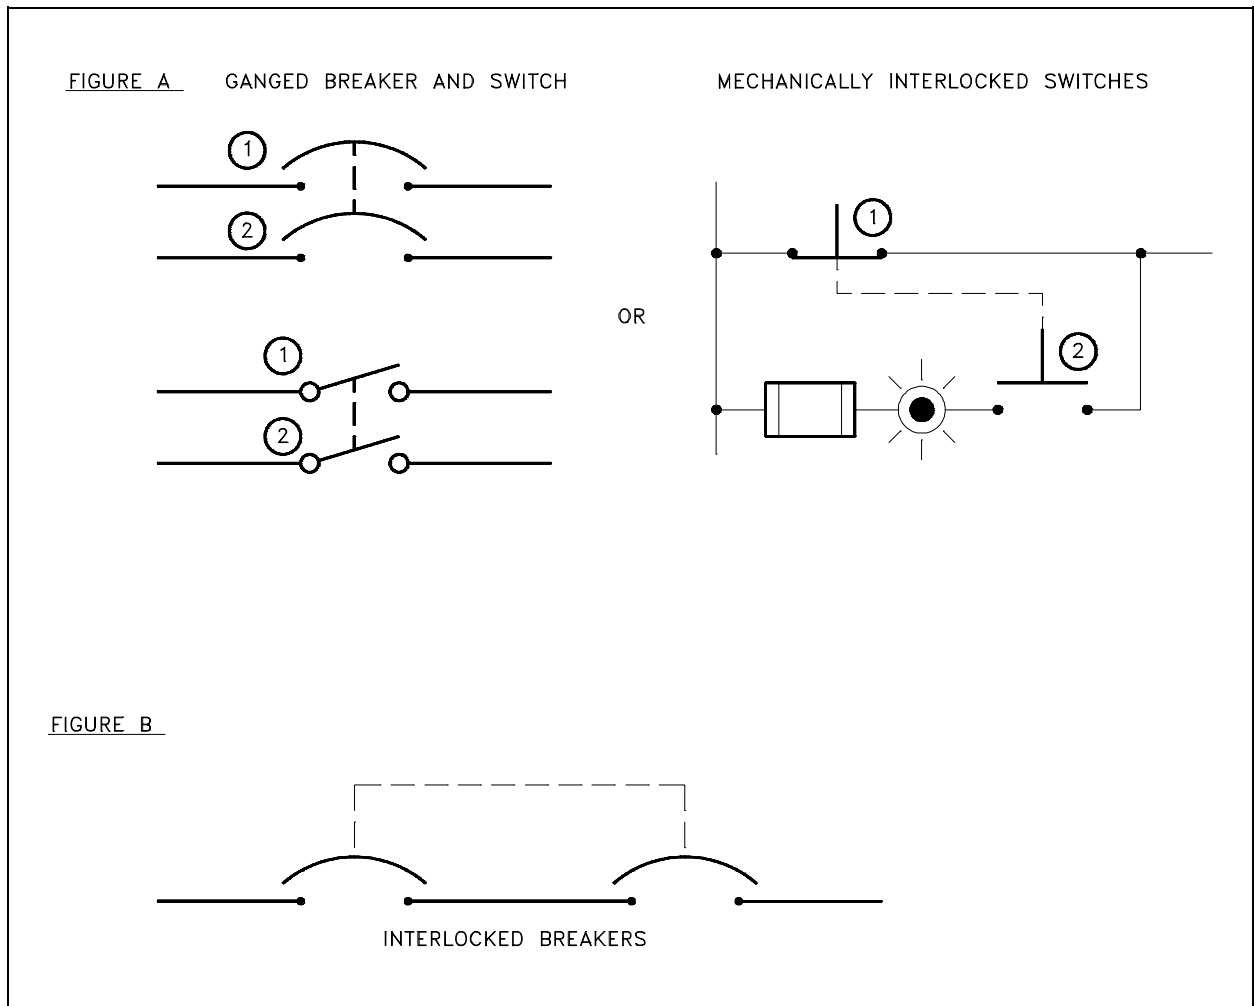 FIGURE A GANGED BREAKER AND SWITCH
MECHANICALLY INTERLOCKED SWITCHES
1
2
1
2
OR
1
2
FIGURE B
INTERLOCKED BREAKERS